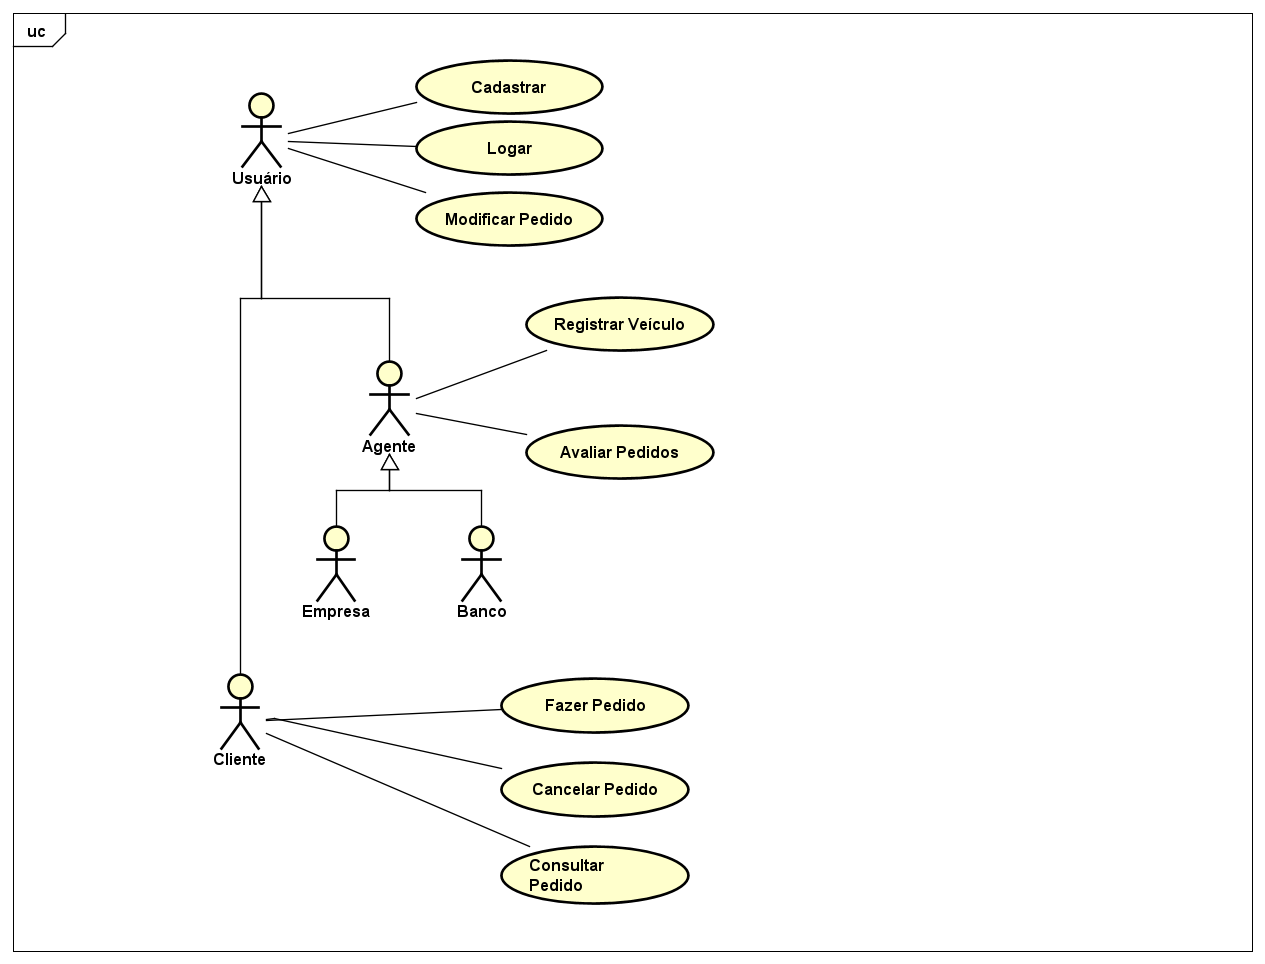 uc
Cadastrar
Logar
Usuário
Modificar Pedido
Registrar Veículo
Agente
Avaliar Pedidos
Empresa
Banco
Fazer Pedido
Cliente
Cancelar Pedido
Consultar
Pedido